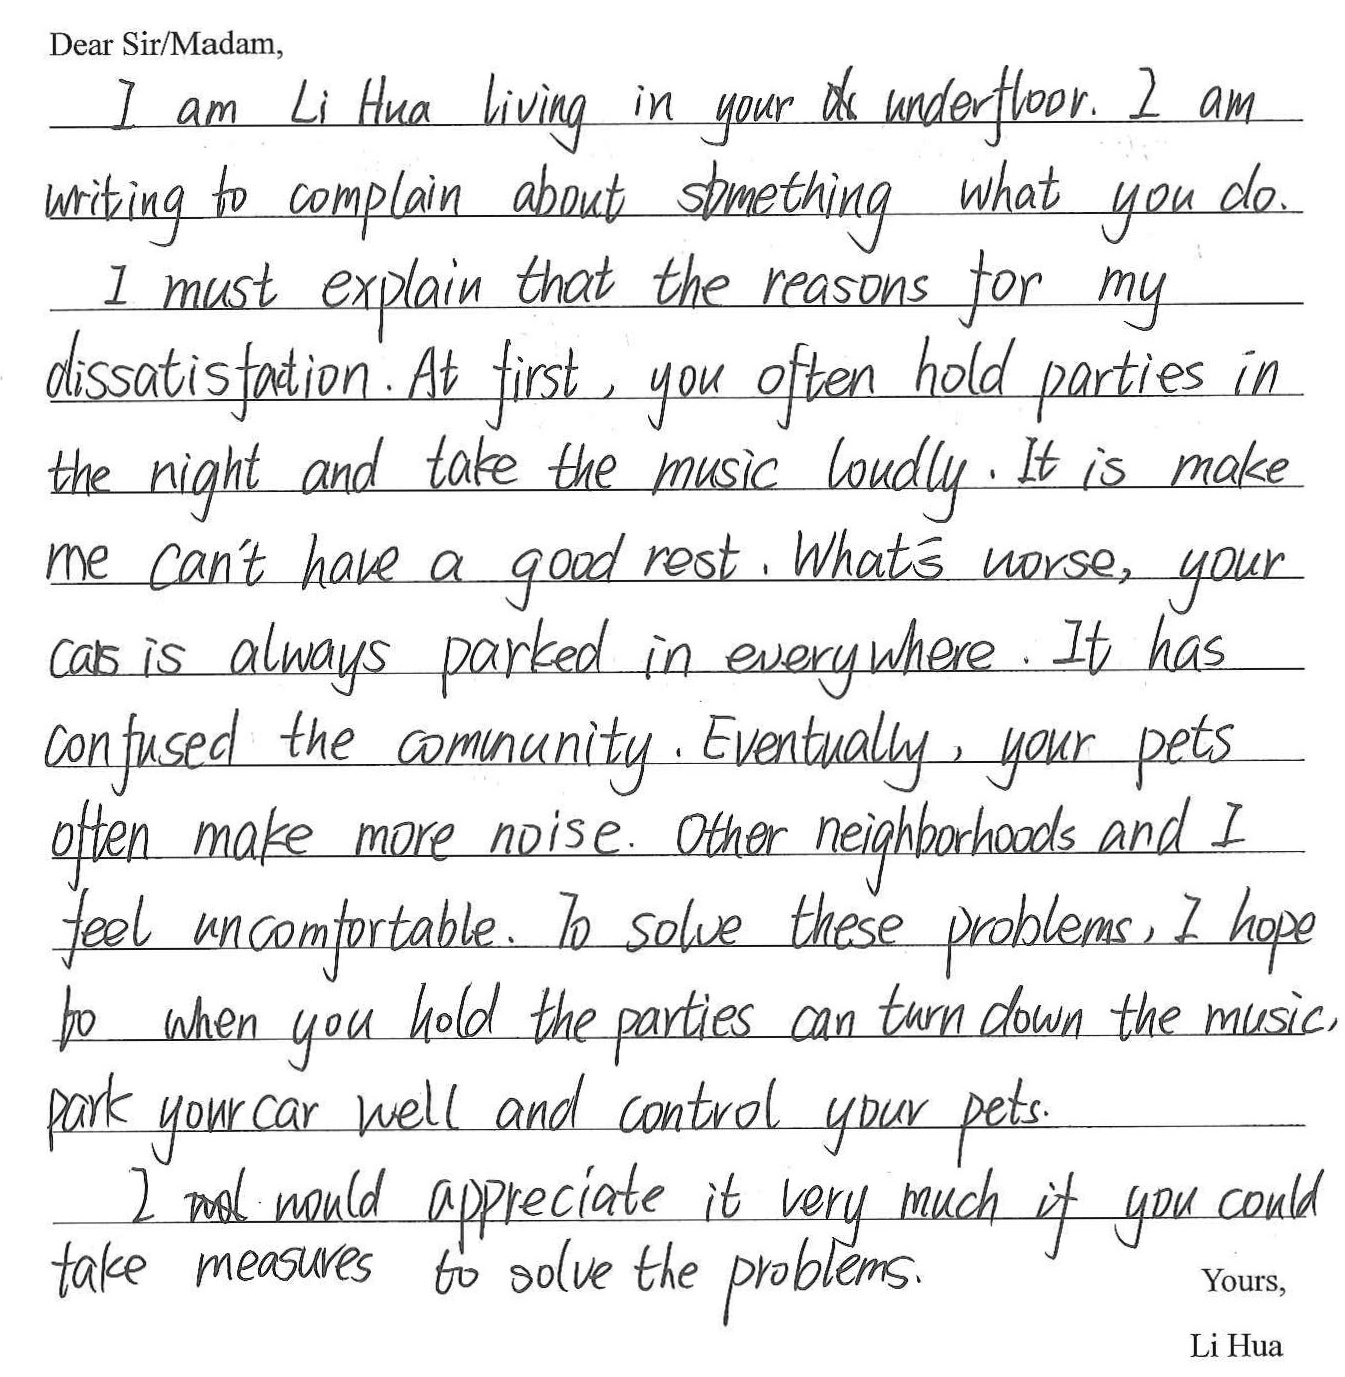 Dear Sir/Madam,
I am Li Hua living in your underfloor. I am
writing to complain about something what you do.
I must explain that the reasons for my
dissatisfaction. At first, you often hold parties in
the night and take the music loudly. It is make
me can't have a good rest. What's worse, your
cars is always parked in everywhere. It has
confused the community. Eventually, your pets
often make more noise. Other neighborhoods and I
feel uncomfortable. To solve these problems, I hope
to when you hold the parties can turn down the music,
park your car well and control your pets.
I would appreciate it very much if you could
take measures to solve the problems.
Yours,
Li Hua